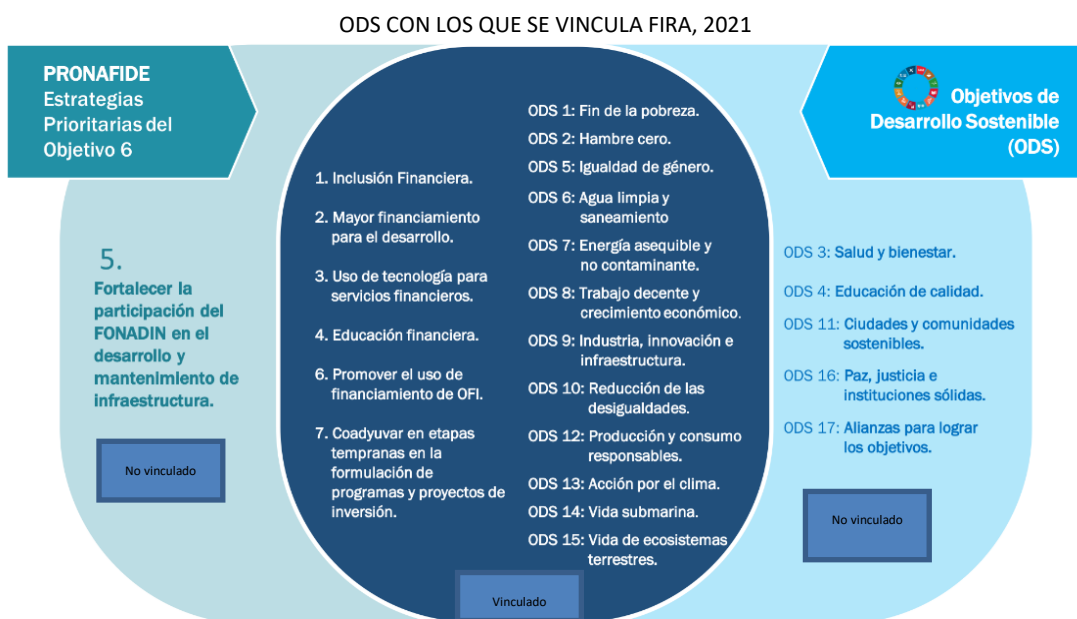 ODS CON LOS QUE SE VINCULA FIRA, 2021
PRONAFIDE
Estrategias
Prioritarias del
Objetivo 6
5.
Fortalecer la
participación del
FONADIN en el
desarrollo y
mantenimiento de
infraestructura.
No vinculado
1. Inclusión Financiera.
2. Mayor financiamiento
para el desarrollo.
3. Uso de tecnología para
servicios financieros.
4. Educación financiera.
6. Promover el uso de
financiamiento de OFI.
7. Coadyuvar en etapas
tempranas en la
formulación de
programas y proyectos de
inversión.
ODS 1: Fin de la pobreza.
ODS 2: Hambre cero.
ODS 5: Igualdad de género.
ODS 6: Agua limpia y
saneamiento
ODS 7: Energía asequible y
no contaminante.
ODS 8: Trabajo decente y
crecimiento económico.
ODS 9: Industria, innovación e
infraestructura.
ODS 10: Reducción de las
desigualdades.
ODS 12: Producción y consumo
responsables.
ODS 13: Acción por el clima.
ODS 14: Vida submarina.
ODS 15: Vida de ecosistemas
terrestres.
Vinculado
Objetivos de
Desarrollo Sostenible
(ODS)
ODS 3: Salud y bienestar.
ODS 4: Educación de calidad.
ODS 11: Ciudades y comunidades
sostenibles.
ODS 16: Paz, justicia e
instituciones sólidas.
ODS 17: Alianzas para lograr
los objetivos.
No vinculado